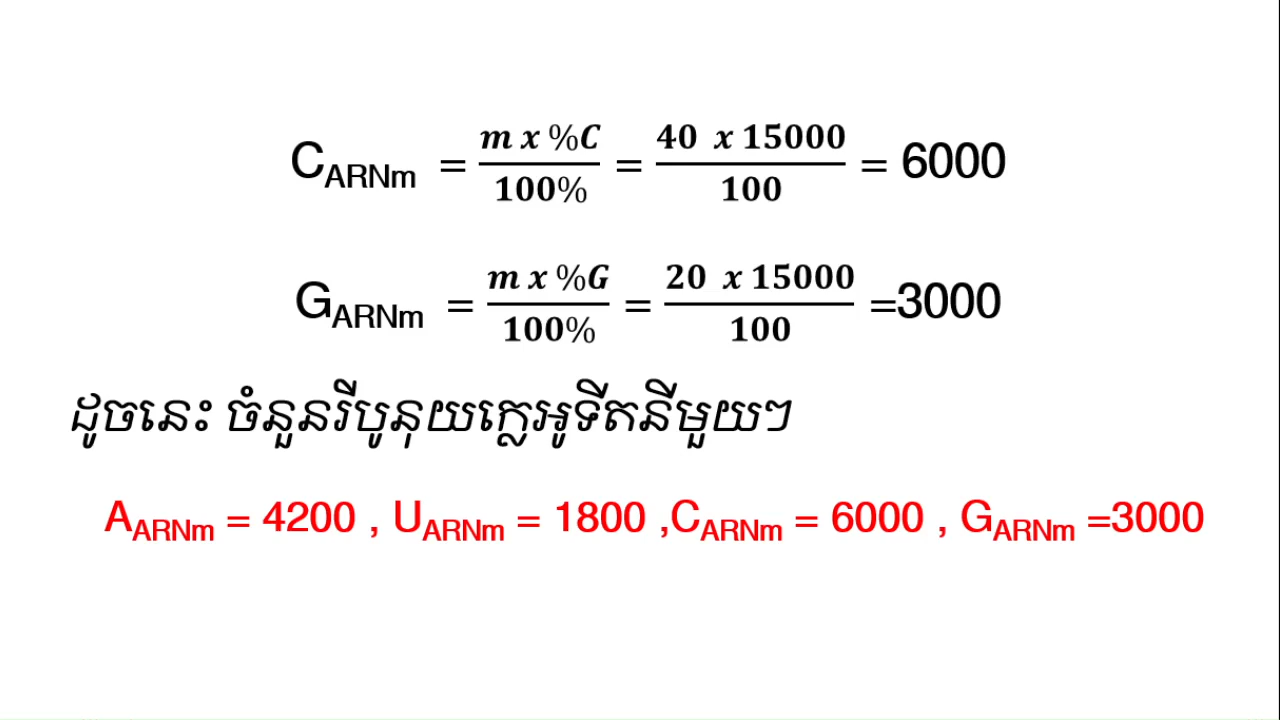 C_ARNm = m x %C / 100% = 40 x 15000 / 100 = 6000
G_ARNm = m x %G / 100% = 20 x 15000 / 100 =3000
ដូចនេះ ចំនួនរីបូនុយក្លេអូទីតនីមួយៗ
A_ARNm = 4200 , U_ARNm = 1800 ,C_ARNm = 6000 , G_ARNm =3000